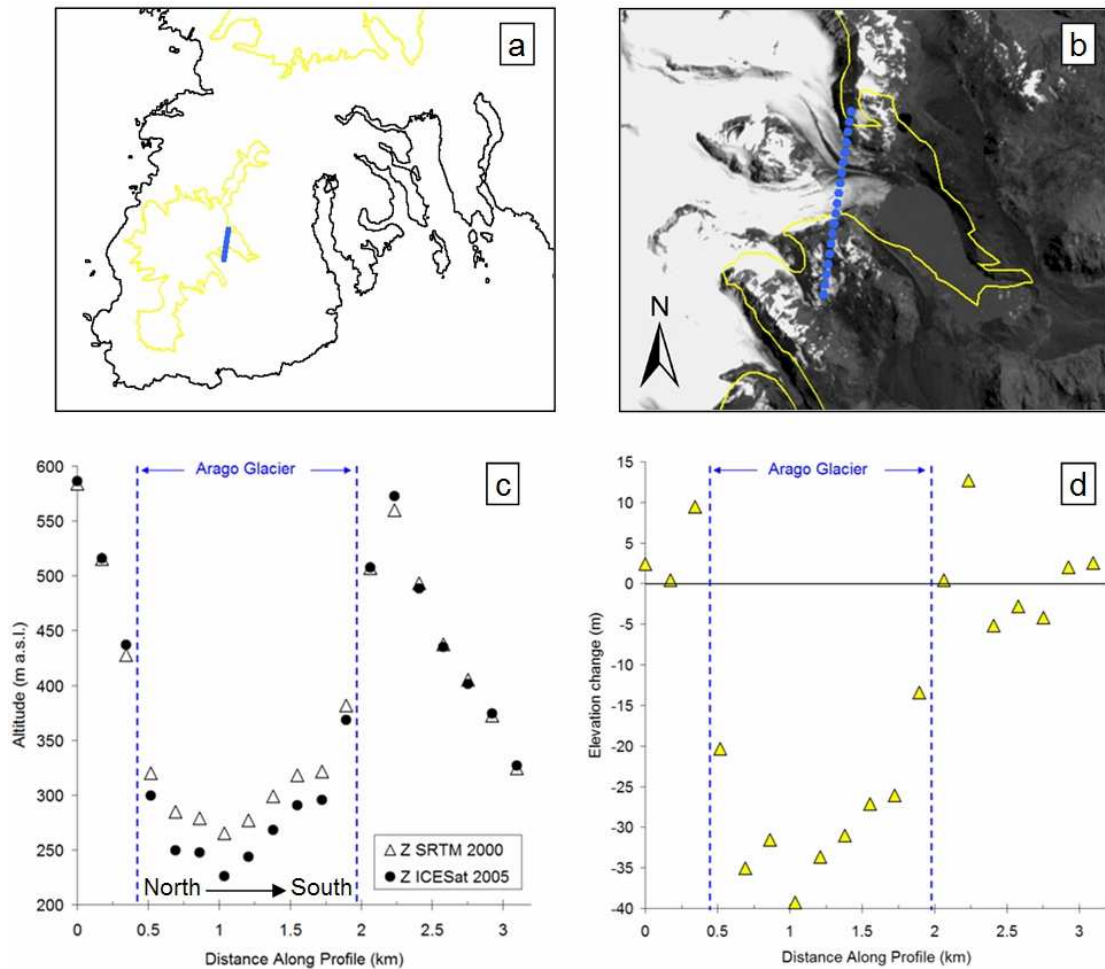 a
b
N
Arago Glacier
c
600
550
500
450
400
350
300
250
200
Altitude (m a.s.l.)
North
South
Z SRTM 2000
Z ICESat 2005
0
0.5
1
1.5
2
2.5
3
Distance Along Profile (km)
Arago Glacier
d
15
10
5
0
-5
-10
-15
-20
-25
-30
-35
-40
Elevation change (m)
0
0.5
1
1.5
2
2.5
3
Distance Along Profile (km)